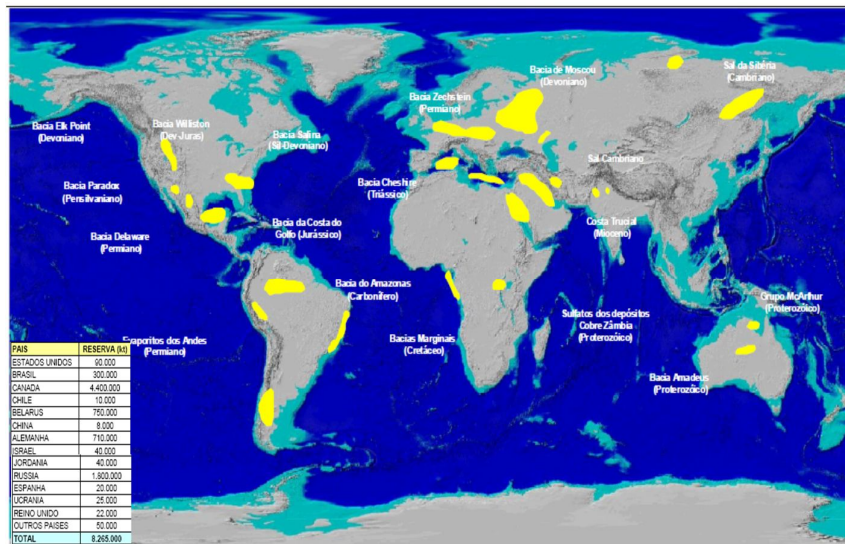 Bacia de Moscou
(Devoniano)
Sal da Sibéria
(Cambriano)
Bacia Zechstein
(Permiano)
Bacia Elk Point
(Devoniano)
Bacia Williston
(Dev-Juras)
Bacia Salina
(Sil-Devoniano)
Sal Cambriano
Bacia Paradox
(Pensilvaniano)
Bacia Cheshire
(Triássico)
Bacia da Costa do
Golfo (Jurássico)
Costa Trucial
(Mioceno)
Bacia Delaware
(Permiano)
Bacia do Amazonas
(Carbonífero)
Grupo McArthur
(Proterozóico)
Sulfatos dos depósitos
Cobre Zâmbia
(Proterozóico)
Bacias Marginais
(Cretáceo)
Evaporitos dos Andes
(Permiano)
Bacia Amadeus
(Proterozóico)
PAIS RESERVA (kt)
ESTADOS UNIDOS 90.000
BRASIL 300.000
CANADA 4.400.000
CHILE 10.000
BELARUS 750.000
CHINA 8.000
ALEMANHA 710.000
ISRAEL 40.000
JORDANIA 40.000
RUSSIA 1.800.000
ESPANHA 20.000
UCRANIA 25.000
REINO UNIDO 22.000
OUTROS PAISES 50.000
TOTAL 8.265.000